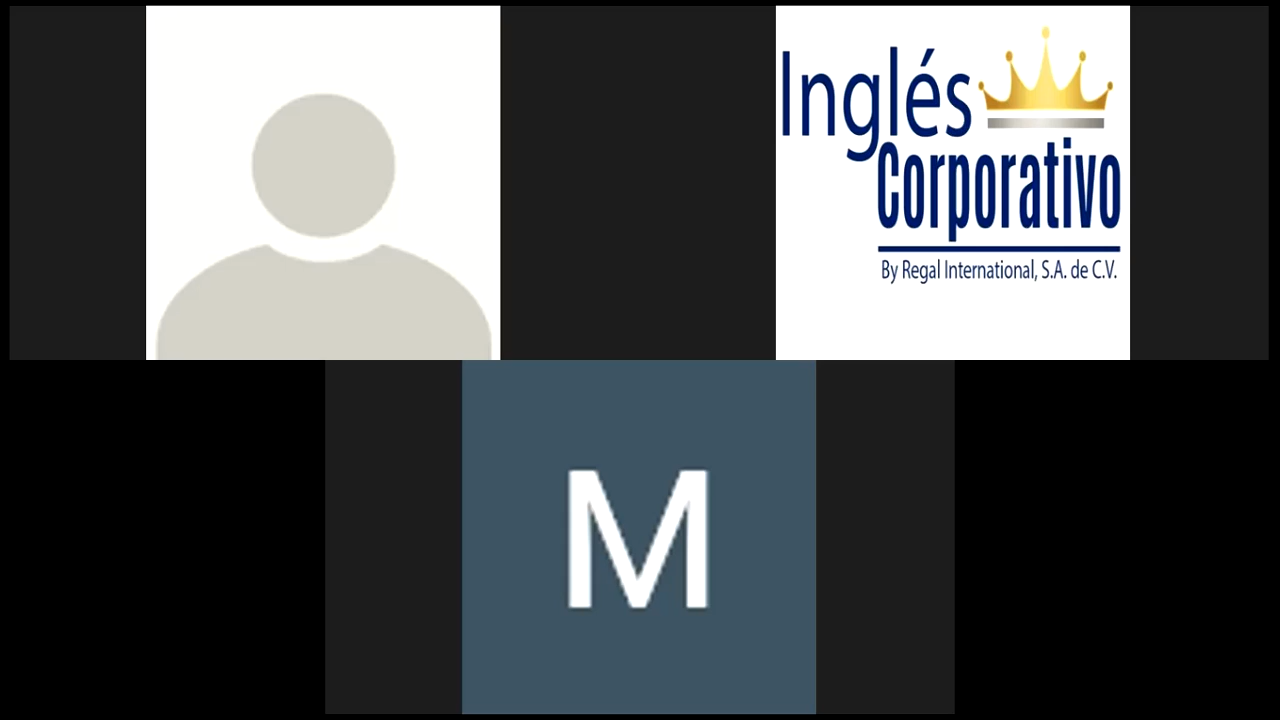 Inglés
Corporativo
By Regal International, S.A. de C.V.
M